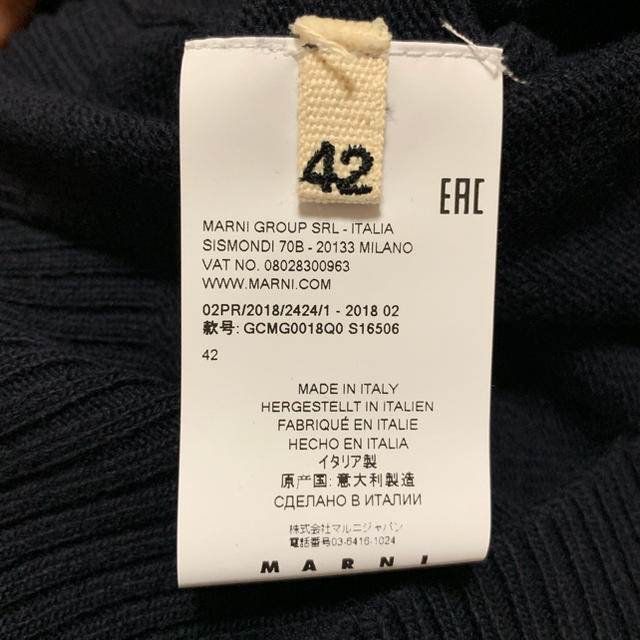 42
EAC
MARNI GROUP SRL - ITALIA
SISMONDI 70B - 20133 MILANO
VAT NO. 08028300963
WWW.MARNI.COM
02PR/2018/2424/1 - 2018 02
款号: GCMG0018Q0 S16506
42
MADE IN ITALY
HERGESTELLT IN ITALIEN
FABRIQUÉ EN ITALIE
HECHO EN ITALIA
イタリア製
原产国: 意大利製造
СДЕЛАНО В ИТАЛИИ
株式会社マルニジャパン
電話番号03-6416-1024
MARNI